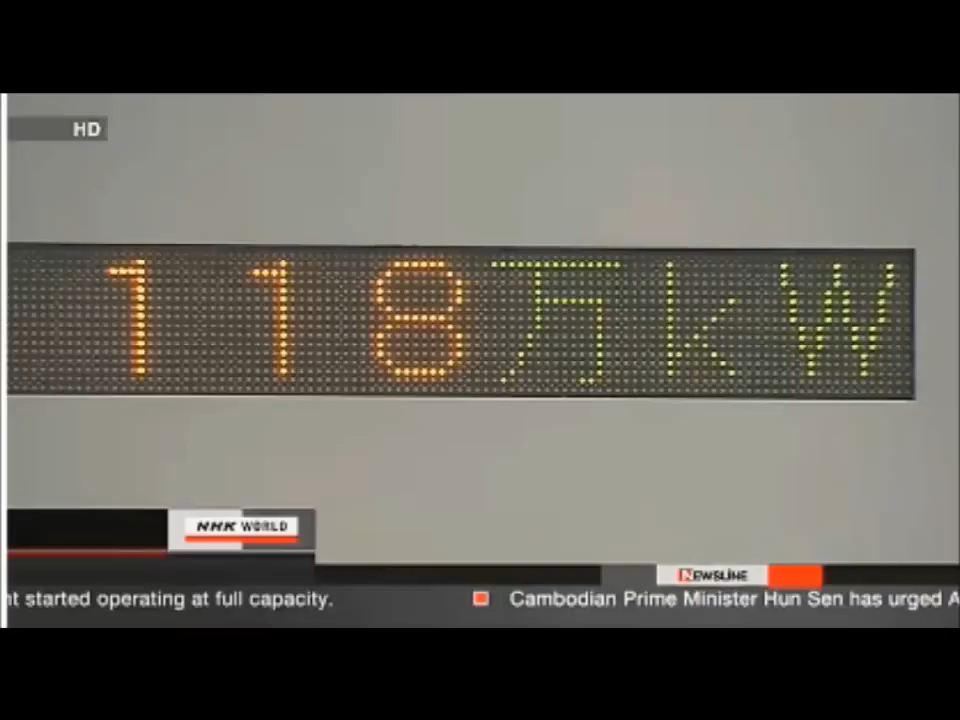 HD
118万kW
NHK WORLD
NEWSLINE
t started operating at full capacity.
Cambodian Prime Minister Hun Sen has urged A